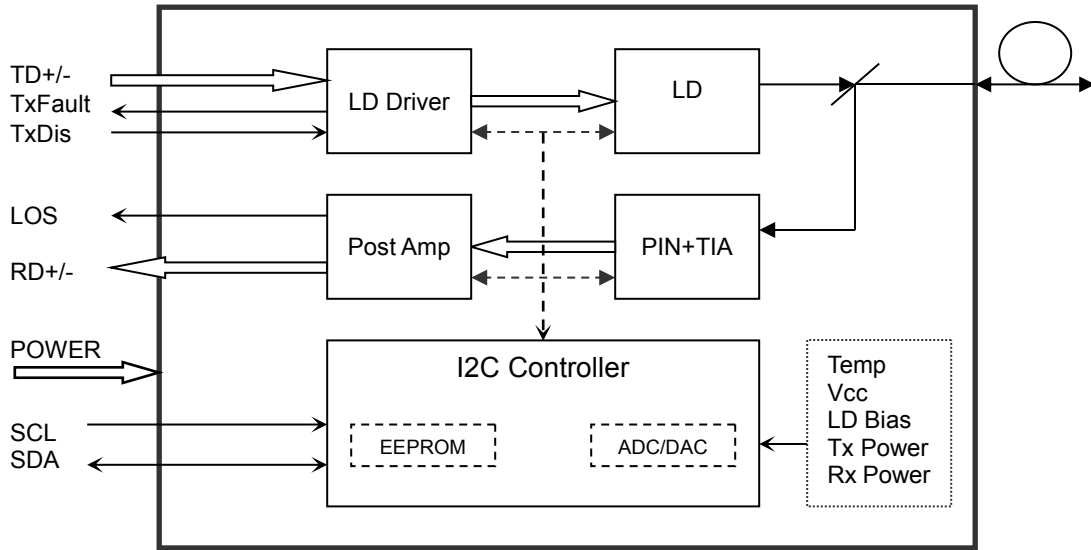 TD+/-
TxFault
TxDis
LD Driver
LD
LOS
RD+/-
Post Amp
PIN+TIA
POWER
SCL
SDA
I2C Controller
EEPROM
ADC/DAC
Temp
Vcc
LD Bias
Tx Power
Rx Power